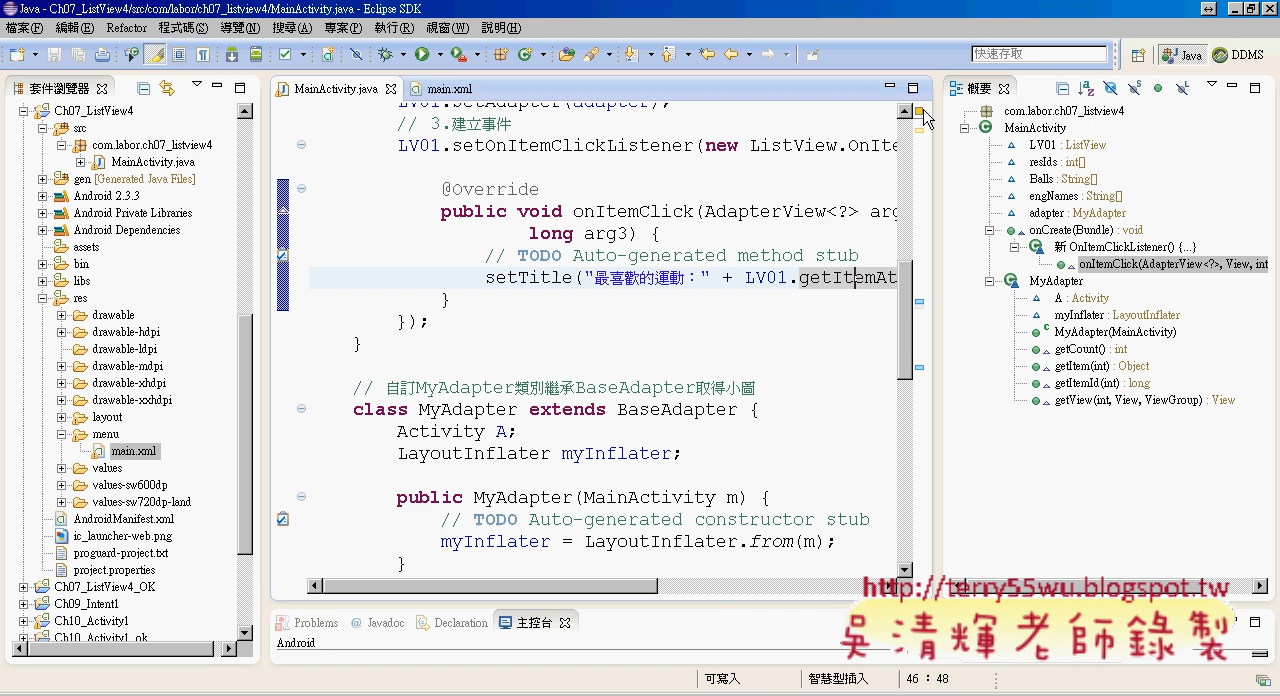 Java - Ch07_ListView4/src/com/labor/ch07_listview4/MainActivity.java - Eclipse SDK
檔案(F) 編輯(E) Refactor 程式碼(S) 導覽(N) 搜尋(A) 專案(P) 執行(R) 視窗(W) 說明(H)
快速存取 Java DDMS
套件瀏覽器
Ch07_ListView4
src
com.labor.ch07_listview4
MainActivity.java
gen [Generated Java Files]
Android 2.3.3
Android Private Libraries
Android Dependencies
assets
bin
libs
res
drawable
drawable-hdpi
drawable-ldpi
drawable-mdpi
drawable-xhdpi
drawable-xxhdpi
layout
menu
main.xml
values
values-sw600dp
values-sw720dp-land
AndroidManifest.xml
ic_launcher-web.png
proguard-project.txt
project.properties
Ch07_ListView4_OK
Ch09_Intent1
Ch10_Activity1
Ch10_Activity1_ok
MainActivity.java main.xml
LV01.setAdapter(adapter);
// 3.建立事件
LV01.setOnItemClickListener(new ListView.OnIte
@Override
public void onItemClick(AdapterView<?> arg
long arg3) {
// TODO Auto-generated method stub
setTitle("最喜歡的運動：" + LV01.getItemAt
}
});
}
// 自訂MyAdapter類別繼承BaseAdapter取得小圖
class MyAdapter extends BaseAdapter {
Activity A;
LayoutInflater myInflater;
public MyAdapter(MainActivity m) {
// TODO Auto-generated constructor stub
myInflater = LayoutInflater.from(m);
}
概要
com.labor.ch07_listview4
MainActivity
LV01 : ListView
resIds : int[]
Balls : String[]
engNames : String[]
adapter : MyAdapter
onCreate(Bundle) : void
新 OnItemClickListener() {...}
onItemClick(AdapterView<?>, View, int
MyAdapter
A : Activity
myInflater : LayoutInflater
MyAdapter(MainActivity)
getCount() : int
getItem(int) : Object
getItemId(int) : long
getView(int, View, ViewGroup) : View
Problems Javadoc Declaration 主控台
Android
http://terry55wu.blogspot.tw
吳清輝老師錄製
可寫入 智慧型插入 46 : 48